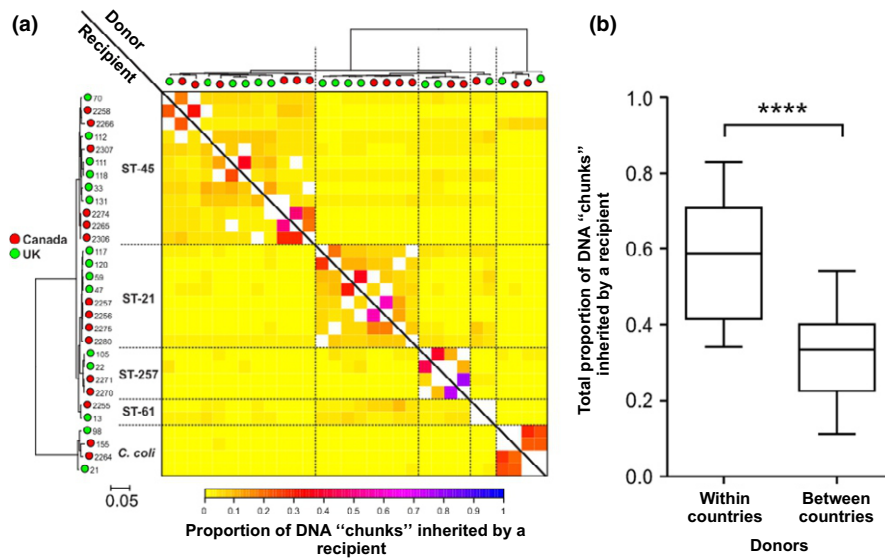 (a)
Donor
Recipient
Canada
UK
70
2258
2266
112
2307
111
118
33
131
2274
2265
2306
117
120
59
47
2257
2256
2276
2280
105
22
2271
2270
2255
13
98
155
2264
21
ST-45
ST-21
ST-257
ST-61
C. coli
0.05
0 0.1 0.2 0.3 0.4 0.5 0.6 0.7 0.8 0.9 1
Proportion of DNA “chunks” inherited by a
recipient
(b)
Total proportion of DNA “chunks”
inherited by a recipient
1.0
0.8
0.6
0.4
0.2
0.0
****
Within
countries
Between
countries
Donors